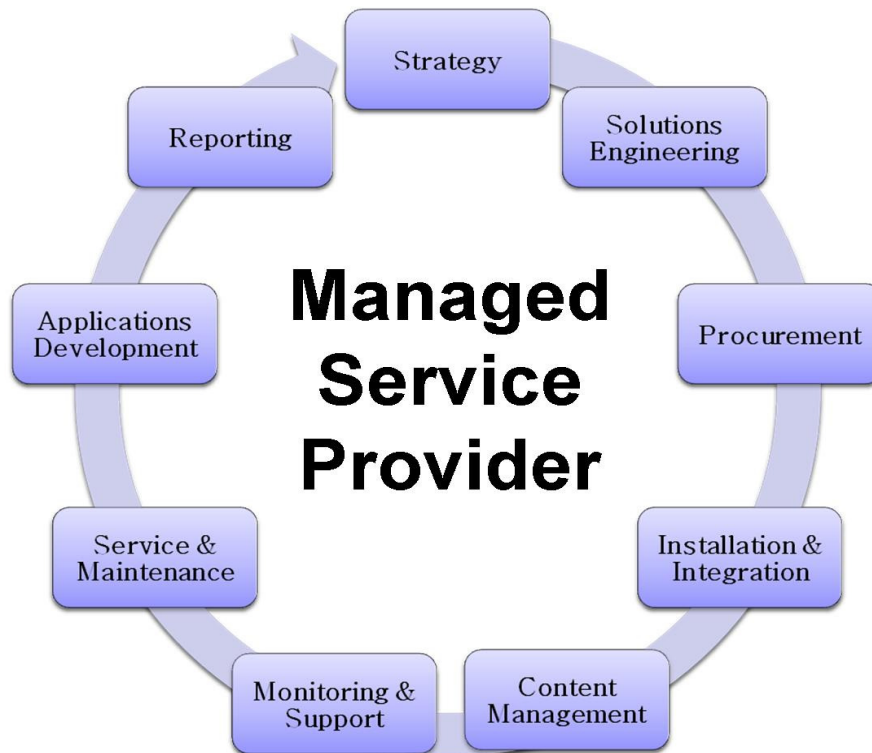 Strategy
Solutions
Engineering
Procurement
Installation &
Integration
Content
Management
Monitoring &
Support
Service &
Maintenance
Applications
Development
Reporting
Managed
Service
Provider